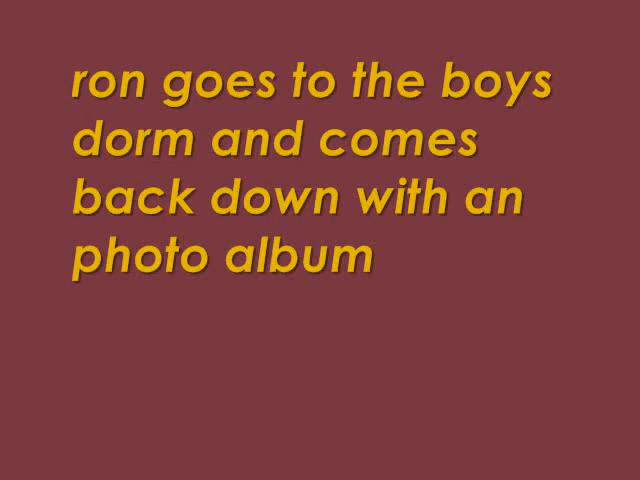 ron goes to the boys
dorm and comes
back down with an
photo album